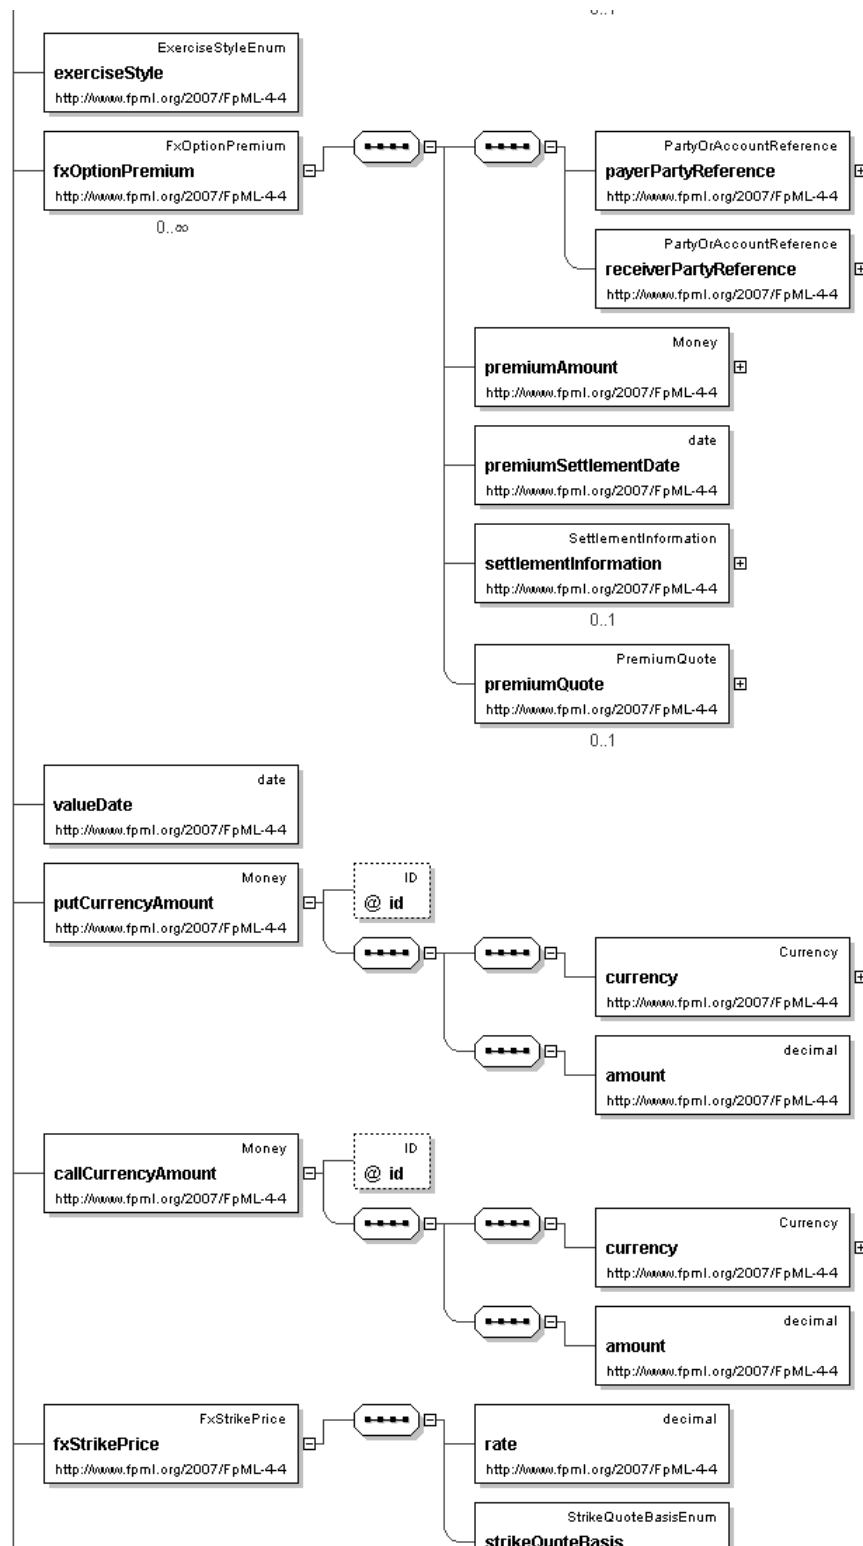 0..1
ExerciseStyleEnum
exerciseStyle
http://www.fpml.org/2007/FpML-4-4
FxOptionPremium
fxOptionPremium
http://www.fpml.org/2007/FpML-4-4
0..∞
PartyOrAccountReference
payerPartyReference
http://www.fpml.org/2007/FpML-4-4
PartyOrAccountReference
receiverPartyReference
http://www.fpml.org/2007/FpML-4-4
Money
premiumAmount
http://www.fpml.org/2007/FpML-4-4
date
premiumSettlementDate
http://www.fpml.org/2007/FpML-4-4
SettlementInformation
settlementInformation
http://www.fpml.org/2007/FpML-4-4
0..1
PremiumQuote
premiumQuote
http://www.fpml.org/2007/FpML-4-4
0..1
date
valueDate
http://www.fpml.org/2007/FpML-4-4
Money
putCurrencyAmount
http://www.fpml.org/2007/FpML-4-4
ID
@ id
Currency
currency
http://www.fpml.org/2007/FpML-4-4
decimal
amount
http://www.fpml.org/2007/FpML-4-4
Money
callCurrencyAmount
http://www.fpml.org/2007/FpML-4-4
ID
@ id
Currency
currency
http://www.fpml.org/2007/FpML-4-4
decimal
amount
http://www.fpml.org/2007/FpML-4-4
FxStrikePrice
fxStrikePrice
http://www.fpml.org/2007/FpML-4-4
decimal
rate
http://www.fpml.org/2007/FpML-4-4
StrikeQuoteBasisEnum
strikeQuoteBasis